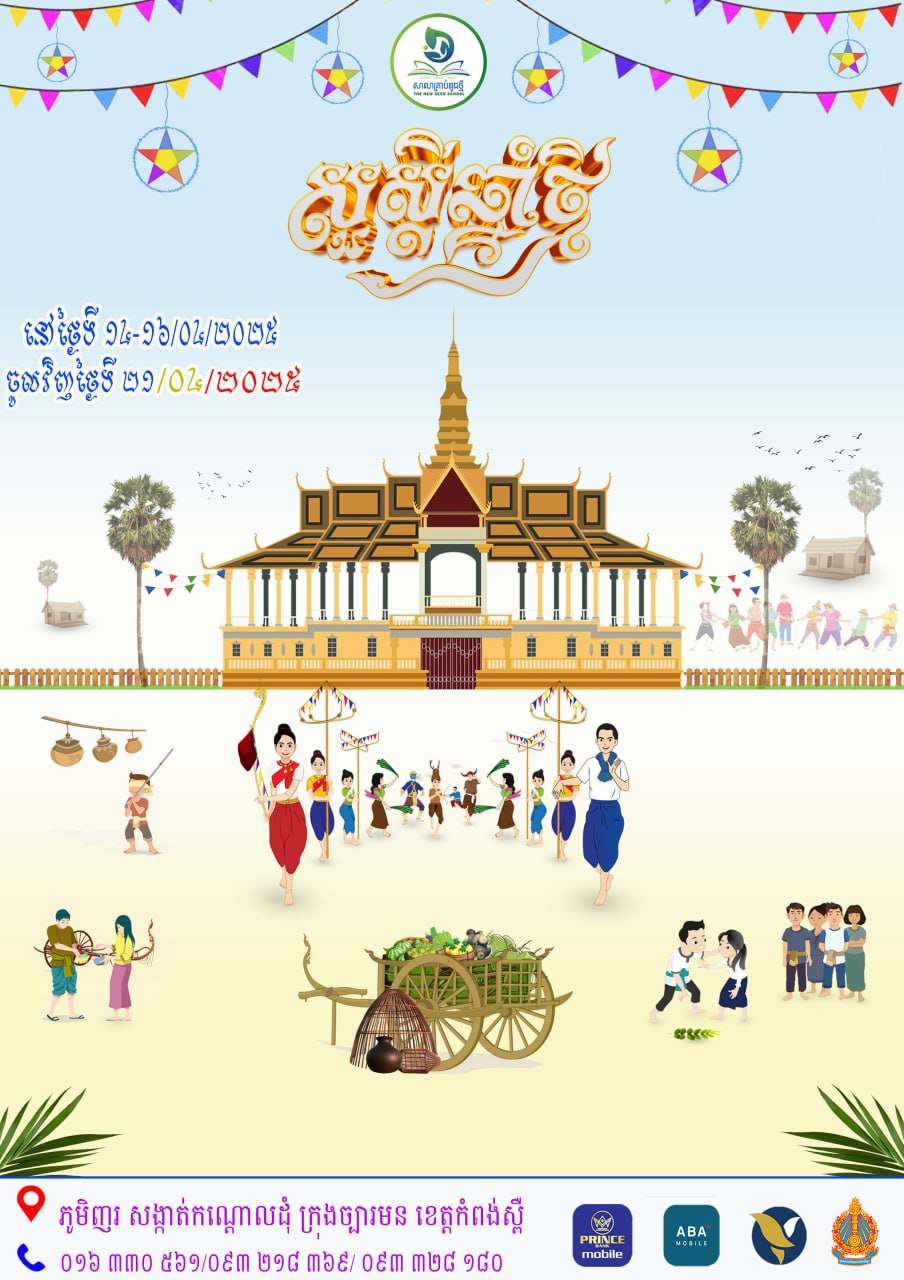 សាលាគ្រាប់ពូជថ្មី
THE NEW SEED SCHOOL
សួស្តីឆ្នាំថ្មី
នៅថ្ងៃទី ១៤-១៦/០៤/២០២៥
ចូលវិញថ្ងៃទី ២១/០៤/២០២៥
ភូមិញរ សង្កាត់កណ្តោលដុំ ក្រុងច្បារមន ខេត្តកំពង់ស្ពឺ
០១៦ ៣៣០ ៥៦១/០៩៣ ២១៨ ៣៦៩/ ០៩៣ ៣២៨ ១៨០
PRINCE
BANK
mobile
ABA
MOBILE